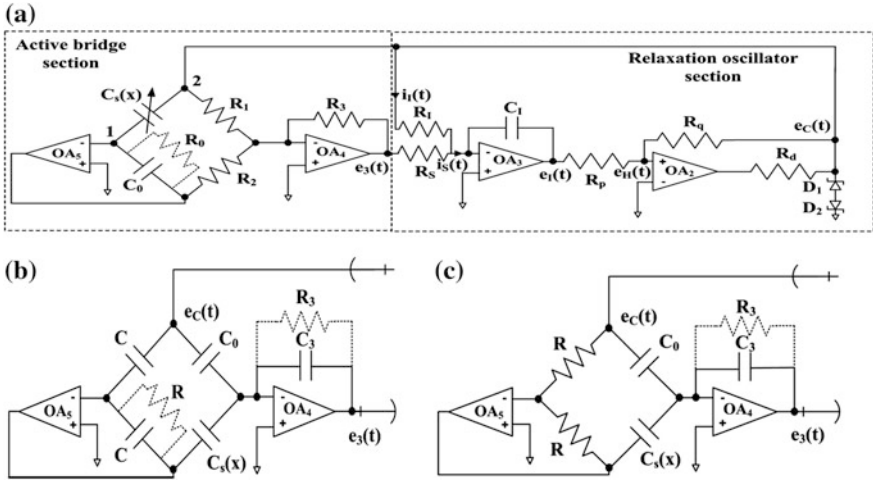 (a)
Active bridge
section
Relaxation oscillator
section
2
Cs(x)
R1
iI(t)
R3
RI
CI
Rq
eC(t)
1
R0
OA5
-
+
C0
R2
-
+
OA4
e3(t)
RS
iS(t)
-
+
OA3
eI(t)
Rp
eH(t)
+
-
OA2
Rd
D1
D2
(b)
eC(t)
R3
C
C0
C3
OA5
-
+
R
-
+
OA4
C
Cs(x)
e3(t)
(c)
eC(t)
R3
R
C0
C3
OA5
-
+
-
+
OA4
R
Cs(x)
e3(t)